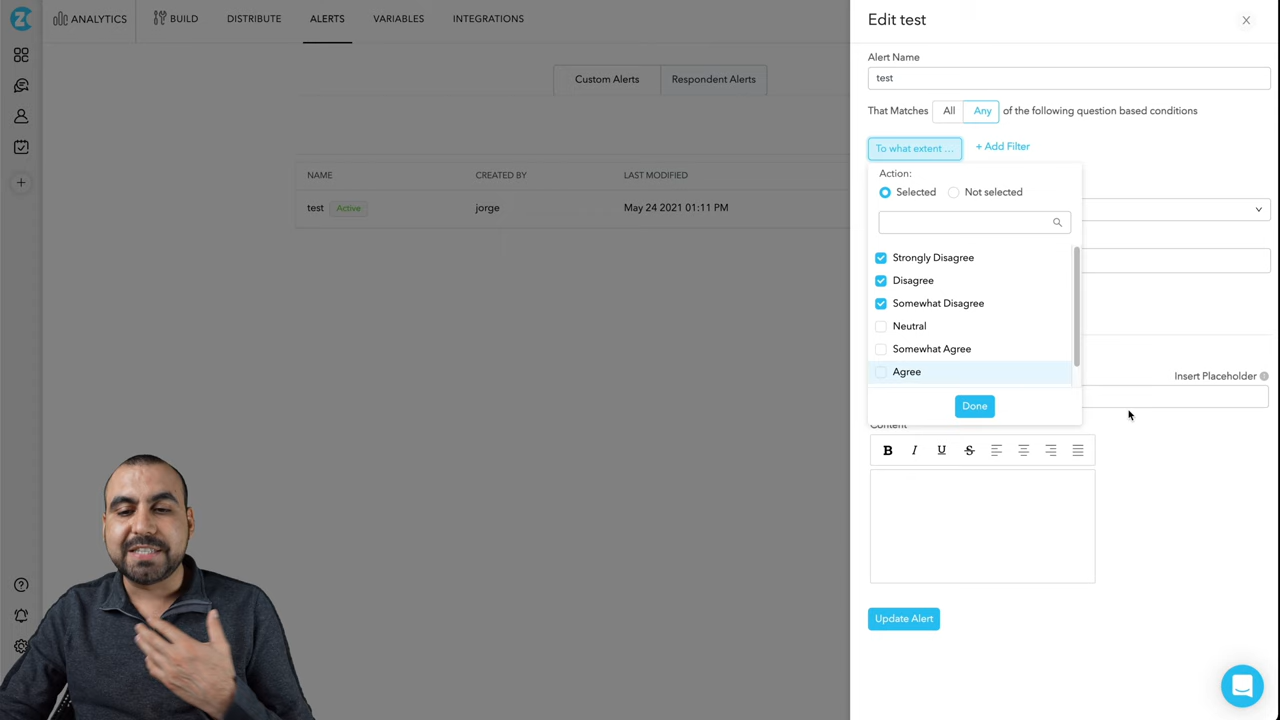 ANALYTICS
BUILD
DISTRIBUTE
ALERTS
VARIABLES
INTEGRATIONS
Edit test
Custom Alerts
Respondent Alerts
Alert Name
test
That Matches All Any of the following question based conditions
To what extent ...
+ Add Filter
NAME
CREATED BY
LAST MODIFIED
test Active
jorge
May 24 2021 01:11 PM
Action:
Selected
Not selected
Strongly Disagree
Disagree
Somewhat Disagree
Neutral
Somewhat Agree
Agree
Done
Insert Placeholder
Content
B I U S
Update Alert